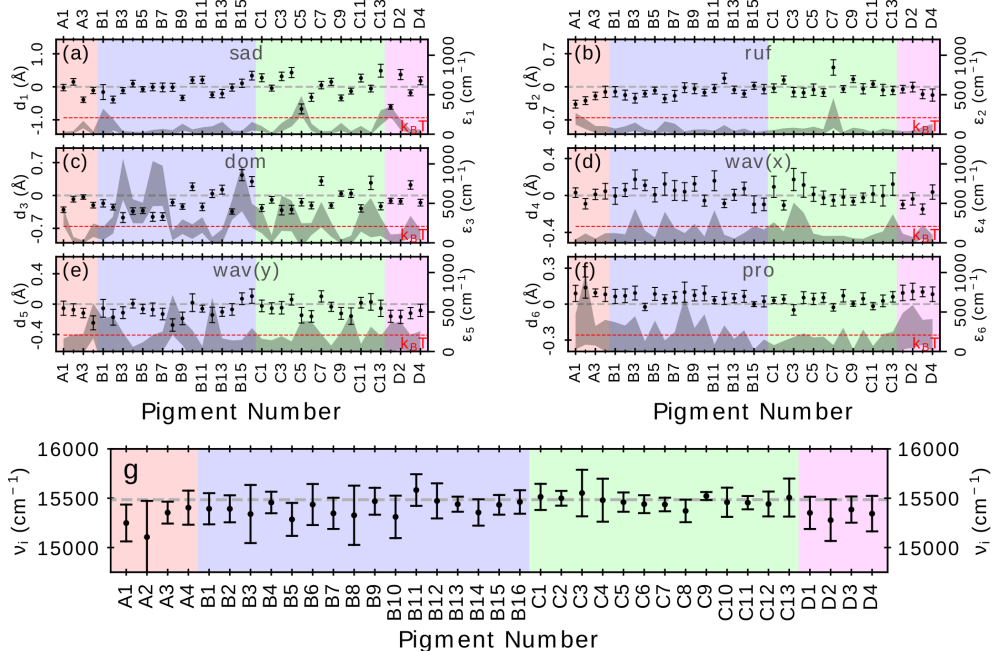 A1 A3 B1 B3 B5 B7 B9 B11 B13 B15 C1 C3 C5 C7 C9 C11 C13 D2 D4
A1 A3 B1 B3 B5 B7 B9 B11 B13 B15 C1 C3 C5 C7 C9 C11 C13 D2 D4
(a) sad
1.0
0
-1.0
d₁ (Å)
1000
500
0
ε₁ (cm⁻¹)
k_BT
(b) ruf
0.7
0
-0.7
d₂ (Å)
1000
500
0
ε₂ (cm⁻¹)
k_BT
(c) dom
0.7
0
-0.7
d₃ (Å)
1000
500
0
ε₃ (cm⁻¹)
k_BT
(d) wav(x)
0.4
0
-0.4
d₄ (Å)
1000
500
0
ε₄ (cm⁻¹)
k_BT
(e) wav(y)
0.4
0
-0.4
d₅ (Å)
1000
500
0
ε₅ (cm⁻¹)
k_BT
(f) pro
0.3
0
-0.3
d₆ (Å)
1000
500
0
ε₆ (cm⁻¹)
k_BT
A1 A3 B1 B3 B5 B7 B9 B11 B13 B15 C1 C3 C5 C7 C9 C11 C13 D2 D4
A1 A3 B1 B3 B5 B7 B9 B11 B13 B15 C1 C3 C5 C7 C9 C11 C13 D2 D4
Pigment Number
Pigment Number
g
16000
15500
15000
νᵢ (cm⁻¹)
16000
15500
15000
νᵢ (cm⁻¹)
A1 A2 A3 A4 B1 B2 B3 B4 B5 B6 B7 B8 B9 B10 B11 B12 B13 B14 B15 B16 C1 C2 C3 C4 C5 C6 C7 C8 C9 C10 C11 C12 C13 D1 D2 D3 D4
Pigment Number